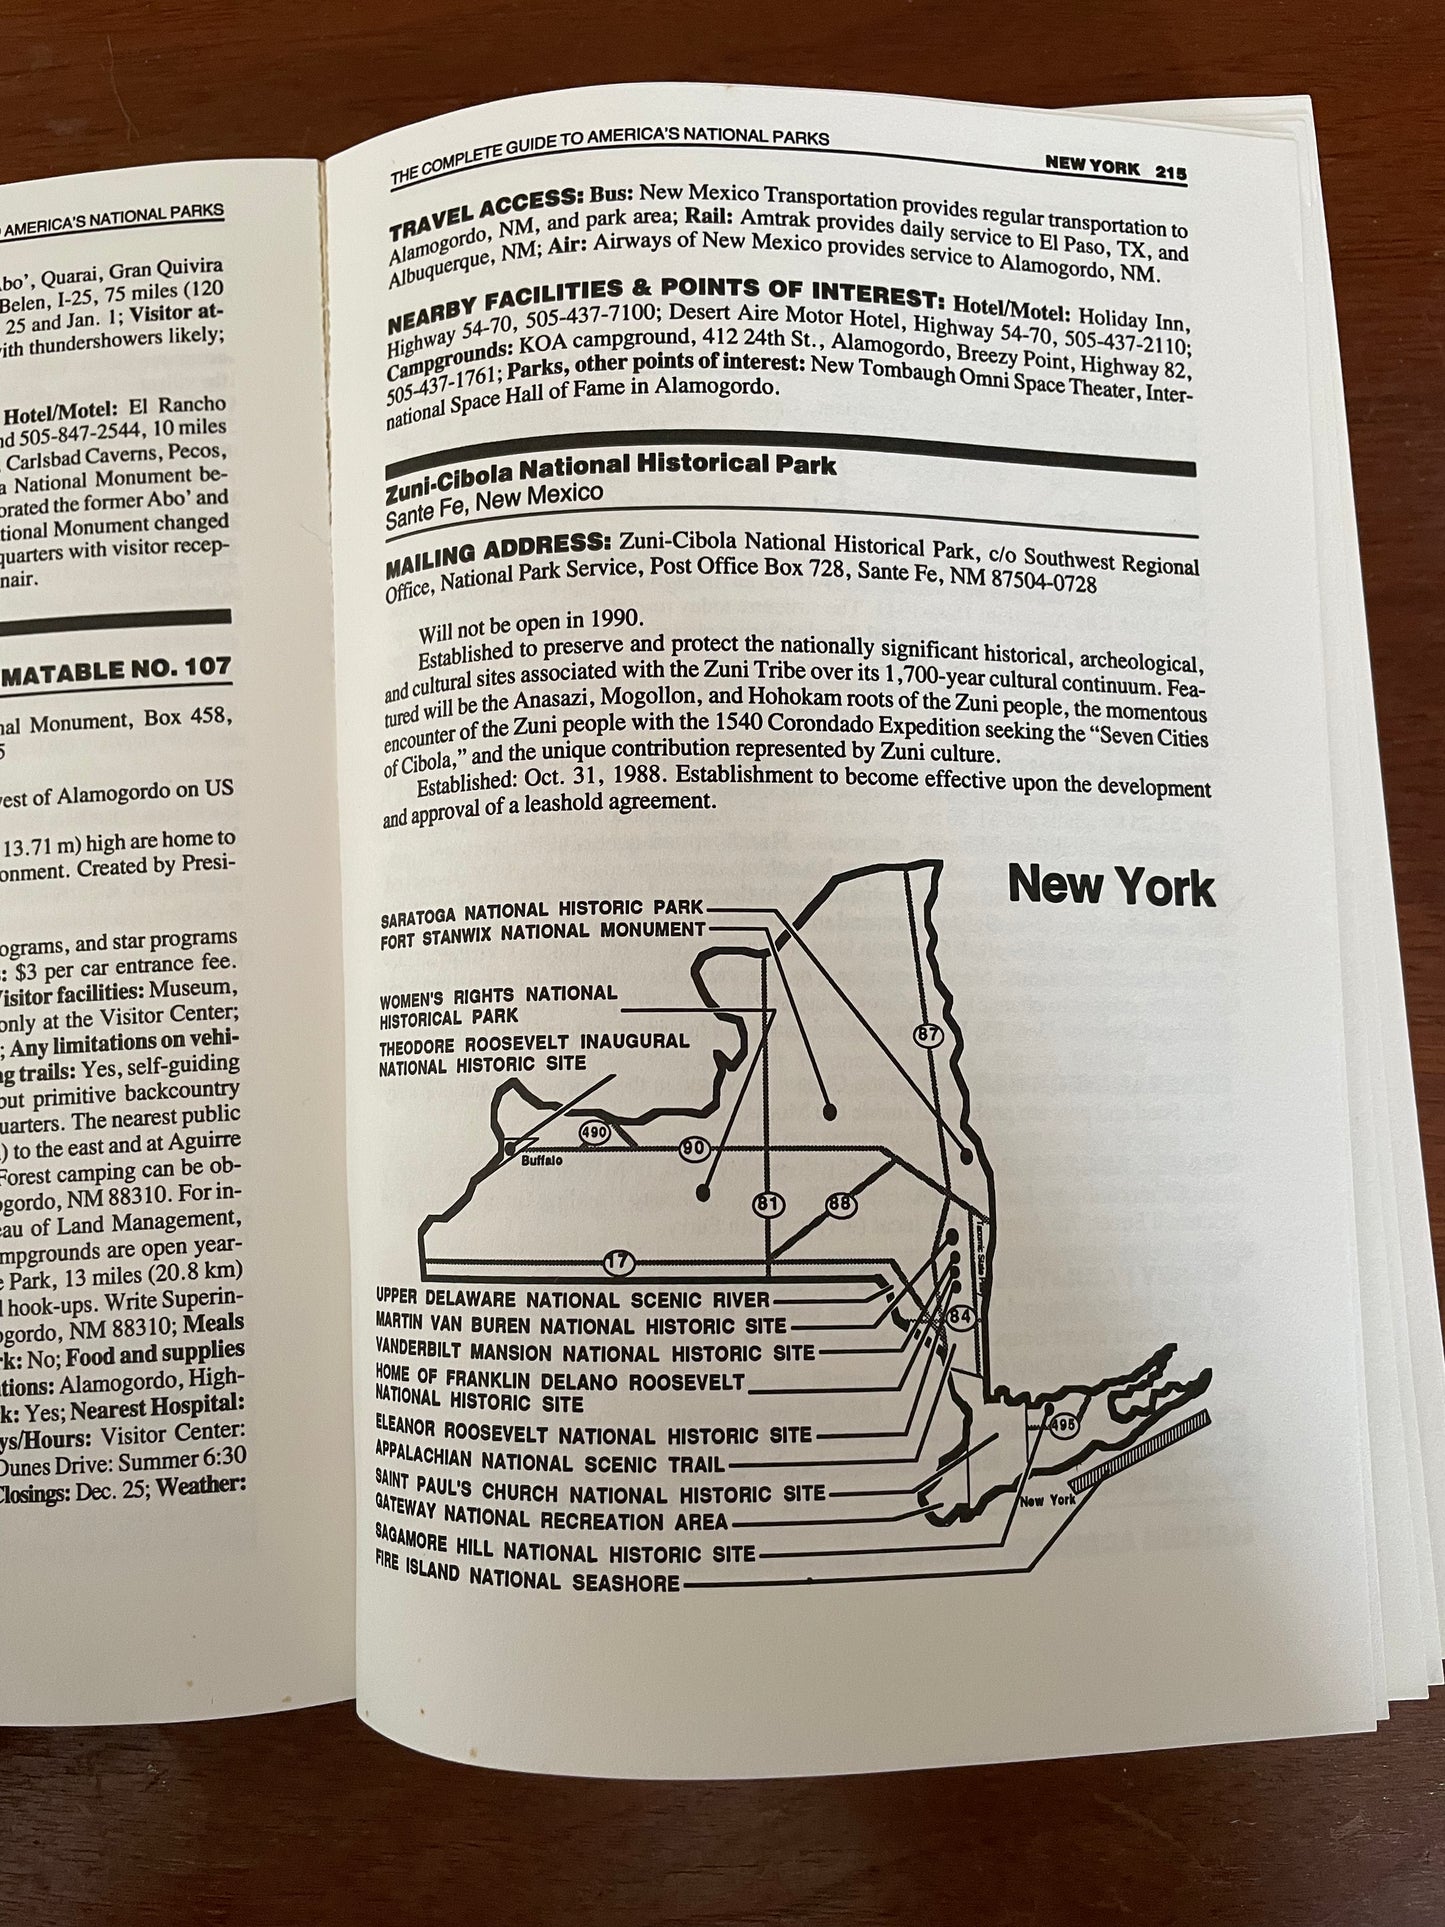 AMERICA'S NATIONAL PARKS
Abo', Quarai, Gran Quivira
Belen, I-25, 75 miles (120
25 and Jan. 1; Visitor at-
with thundershowers likely;
Hotel/Motel: El Rancho
nd 505-847-2544, 10 miles
Carlsbad Caverns, Pecos,
a National Monument be-
orated the former Abo' and
tional Monument changed
quarters with visitor recep-
nair.
MATABLE NO. 107
nal Monument, Box 458,
5
vest of Alamogordo on US
13.71 m) high are home to
onment. Created by Presi-
ograms, and star programs
s: $3 per car entrance fee.
Visitor facilities: Museum,
only at the Visitor Center;
; Any limitations on vehi-
ng trails: Yes, self-guiding
but primitive backcountry
quarters. The nearest public
.) to the east and at Aguirre
Forest camping can be ob-
ogordo, NM 88310. For in-
eau of Land Management,
mpgrounds are open year-
e Park, 13 miles (20.8 km)
l hook-ups. Write Superin-
ogordo, NM 88310; Meals
rk: No; Food and supplies
tions: Alamogordo, High-
k: Yes; Nearest Hospital:
ys/Hours: Visitor Center:
Dunes Drive: Summer 6:30
Closings: Dec. 25; Weather:
THE COMPLETE GUIDE TO AMERICA'S NATIONAL PARKS
NEW YORK 215
TRAVEL ACCESS: Bus: New Mexico Transportation provides regular transportation to
Alamogordo, NM, and park area; Rail: Amtrak provides daily service to El Paso, TX, and
Albuquerque, NM; Air: Airways of New Mexico provides service to Alamogordo, NM.
NEARBY FACILITIES & POINTS OF INTEREST: Hotel/Motel: Holiday Inn,
Highway 54-70, 505-437-7100; Desert Aire Motor Hotel, Highway 54-70, 505-437-2110;
Campgrounds: KOA campground, 412 24th St., Alamogordo, Breezy Point, Highway 82,
505-437-1761; Parks, other points of interest: New Tombaugh Omni Space Theater, Inter-
national Space Hall of Fame in Alamogordo.
Zuni-Cibola National Historical Park
Sante Fe, New Mexico
MAILING ADDRESS: Zuni-Cibola National Historical Park, c/o Southwest Regional
Office, National Park Service, Post Office Box 728, Sante Fe, NM 87504-0728
Will not be open in 1990.
Established to preserve and protect the nationally significant historical, archeological,
and cultural sites associated with the Zuni Tribe over its 1,700-year cultural continuum. Fea-
tured will be the Anasazi, Mogollon, and Hohokam roots of the Zuni people, the momentous
encounter of the Zuni people with the 1540 Corondado Expedition seeking the "Seven Cities
of Cibola," and the unique contribution represented by Zuni culture.
Established: Oct. 31, 1988. Establishment to become effective upon the development
and approval of a leashold agreement.
New York
SARATOGA NATIONAL HISTORIC PARK
FORT STANWIX NATIONAL MONUMENT
WOMEN'S RIGHTS NATIONAL
HISTORICAL PARK
THEODORE ROOSEVELT INAUGURAL
NATIONAL HISTORIC SITE
87
490
90
Buffalo
81
88
17
84
495
New York
UPPER DELAWARE NATIONAL SCENIC RIVER
MARTIN VAN BUREN NATIONAL HISTORIC SITE
VANDERBILT MANSION NATIONAL HISTORIC SITE
HOME OF FRANKLIN DELANO ROOSEVELT
NATIONAL HISTORIC SITE
ELEANOR ROOSEVELT NATIONAL HISTORIC SITE
APPALACHIAN NATIONAL SCENIC TRAIL
SAINT PAUL'S CHURCH NATIONAL HISTORIC SITE
GATEWAY NATIONAL RECREATION AREA
SAGAMORE HILL NATIONAL HISTORIC SITE
FIRE ISLAND NATIONAL SEASHORE